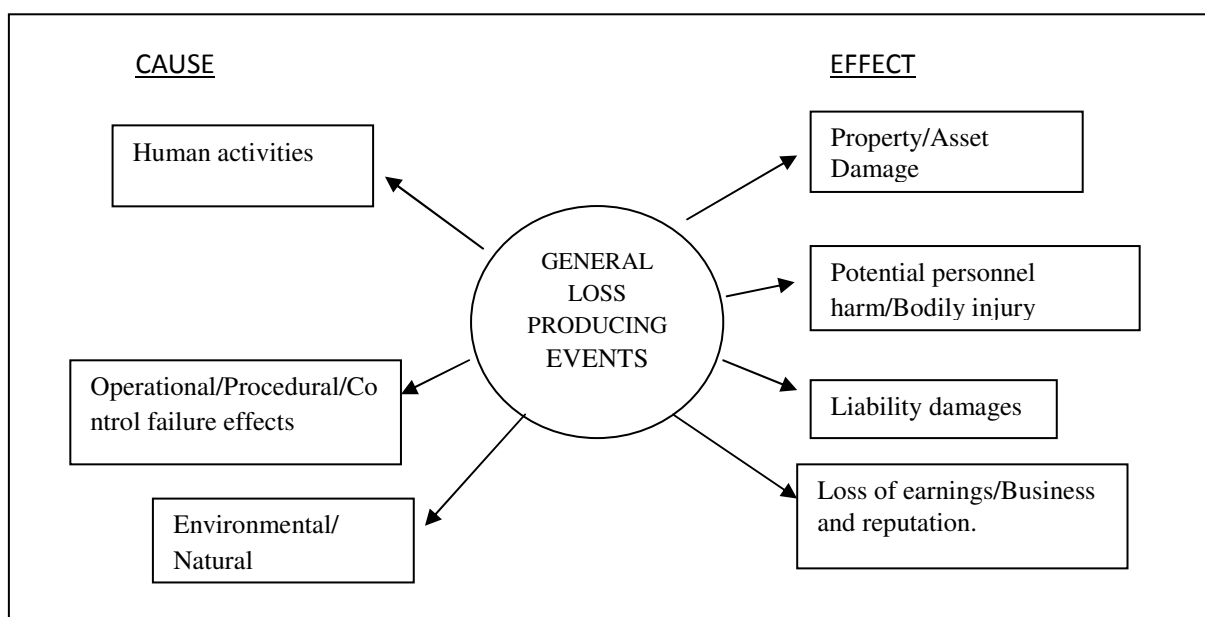 CAUSE
EFFECT
Human activities
Property/Asset
Damage
GENERAL
LOSS
PRODUCING
EVENTS
Potential personnel
harm/Bodily injury
Operational/Procedural/Co
ntrol failure effects
Liability damages
Environmental/
Natural
Loss of earnings/Business
and reputation.